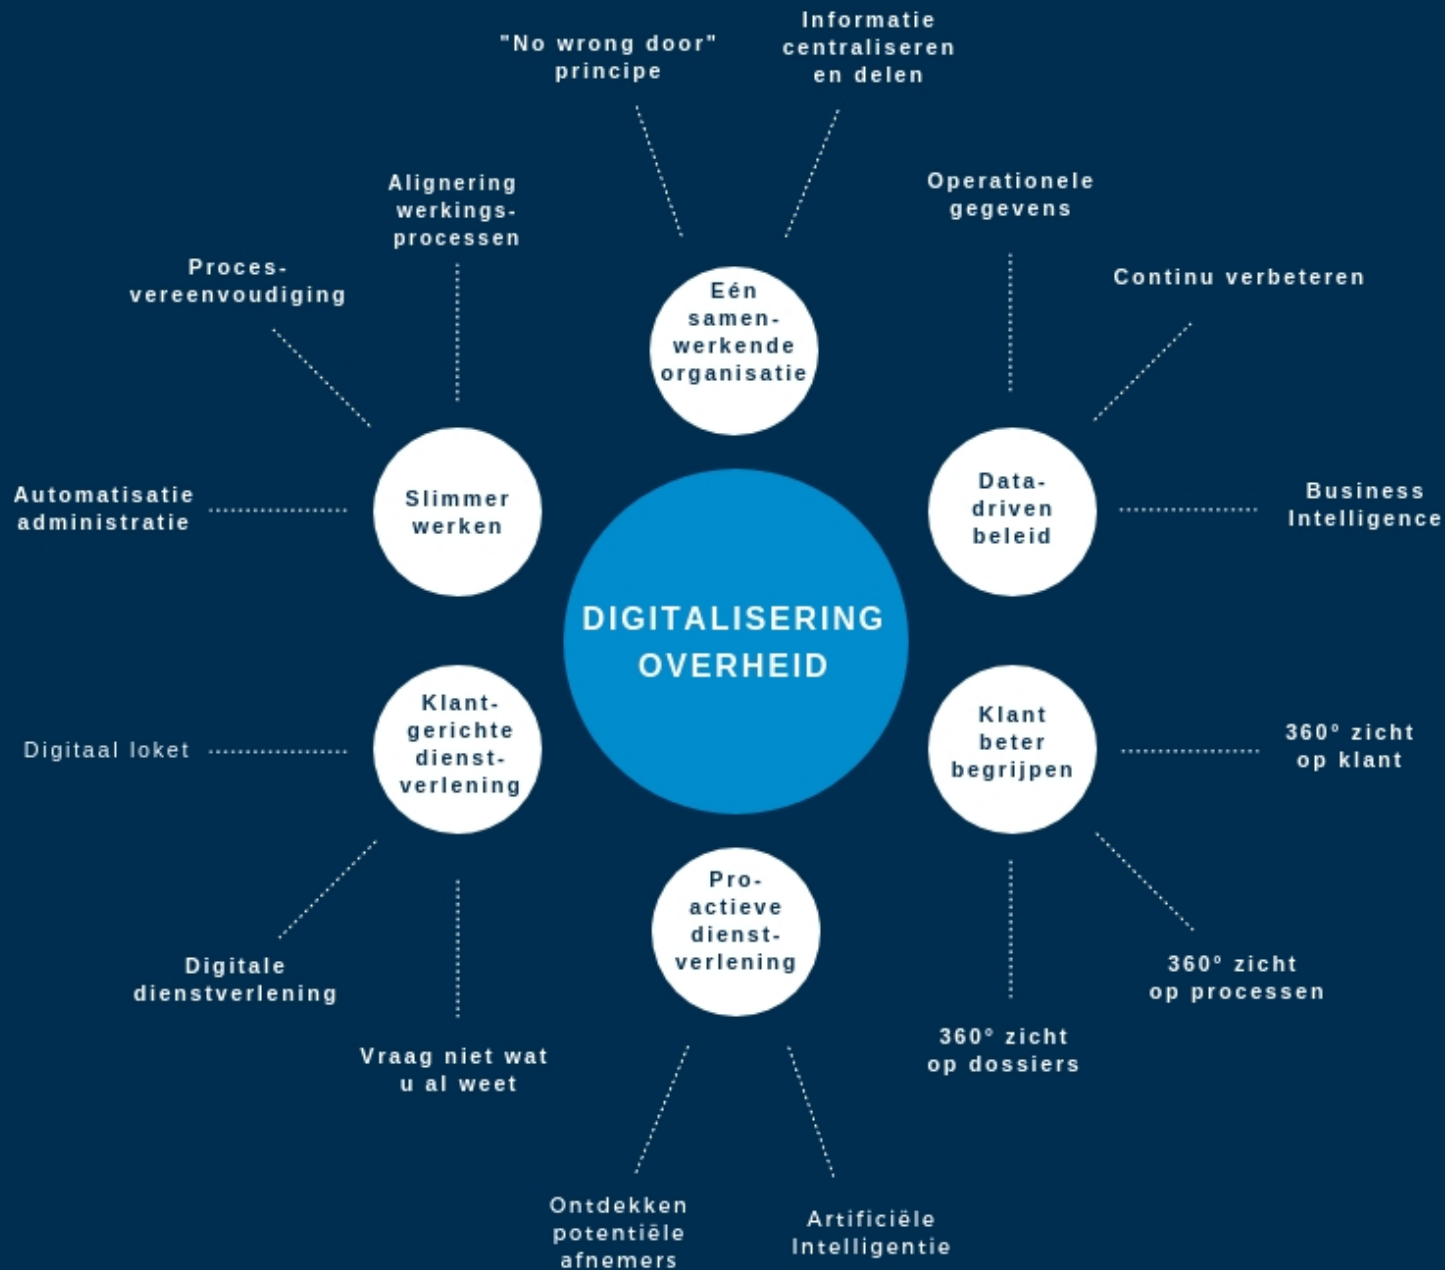 "No wrong door"
principe
Informatie
centraliseren
en delen
Alignering
werkings-
processen
Operationele
gegevens
Proces-
vereenvoudiging
Continu verbeteren
Eén
samen-
werkende
organisatie
Automatisatie
administratie
Slimmer
werken
Data-
driven
beleid
Business
Intelligence
DIGITALISERING
OVERHEID
Digitaal loket
Klant-
gerichte
dienst-
verlening
Klant
beter
begrijpen
360° zicht
op klant
Pro-
actieve
dienst-
verlening
Digitale
dienstverlening
360° zicht
op processen
Vraag niet wat
u al weet
360° zicht
op dossiers
Ontdekken
potentiële
afnemers
Artificiële
Intelligentie